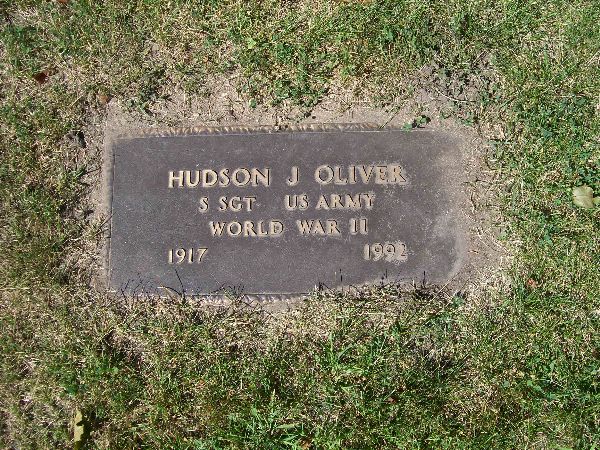 HUDSON J OLIVER
S SGT US ARMY
WORLD WAR II
1917 1992